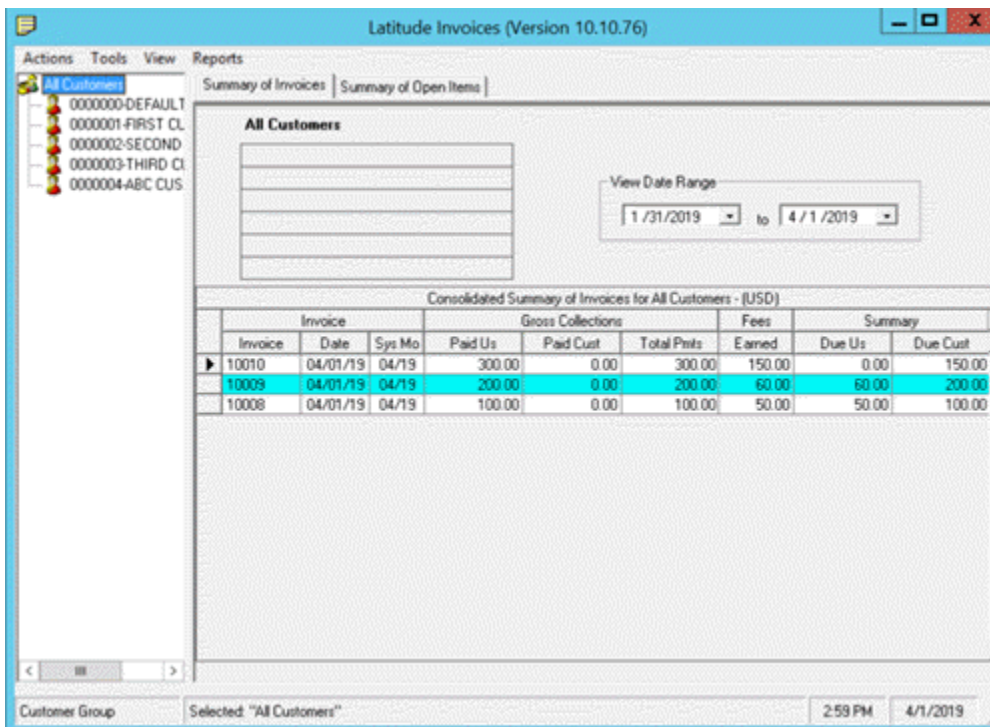 Latitude Invoices (Version 10.10.76)
X
Actions Tools View Reports
All Customers
0000000-DEFAULT
0000001-FIRST CL
0000002-SECOND
0000003-THIRD CL
0000004-ABC CUS
Summary of Invoices Summary of Open Items
All Customers
View Date Range
1 /31/2019 to 4 / 1 /2019
Consolidated Summary of Invoices for All Customers - (USD)
Invoice Gross Collections Fees Summary
Invoice Date Sys Mo Paid Us Paid Cust Total Pmts Earned Due Us Due Cust
10010 04/01/19 04/19 300.00 0.00 300.00 150.00 0.00 150.00
10009 04/01/19 04/19 200.00 0.00 200.00 60.00 60.00 200.00
10008 04/01/19 04/19 100.00 0.00 100.00 50.00 50.00 100.00
Customer Group Selected: "All Customers" 2:59 PM 4/1/2019